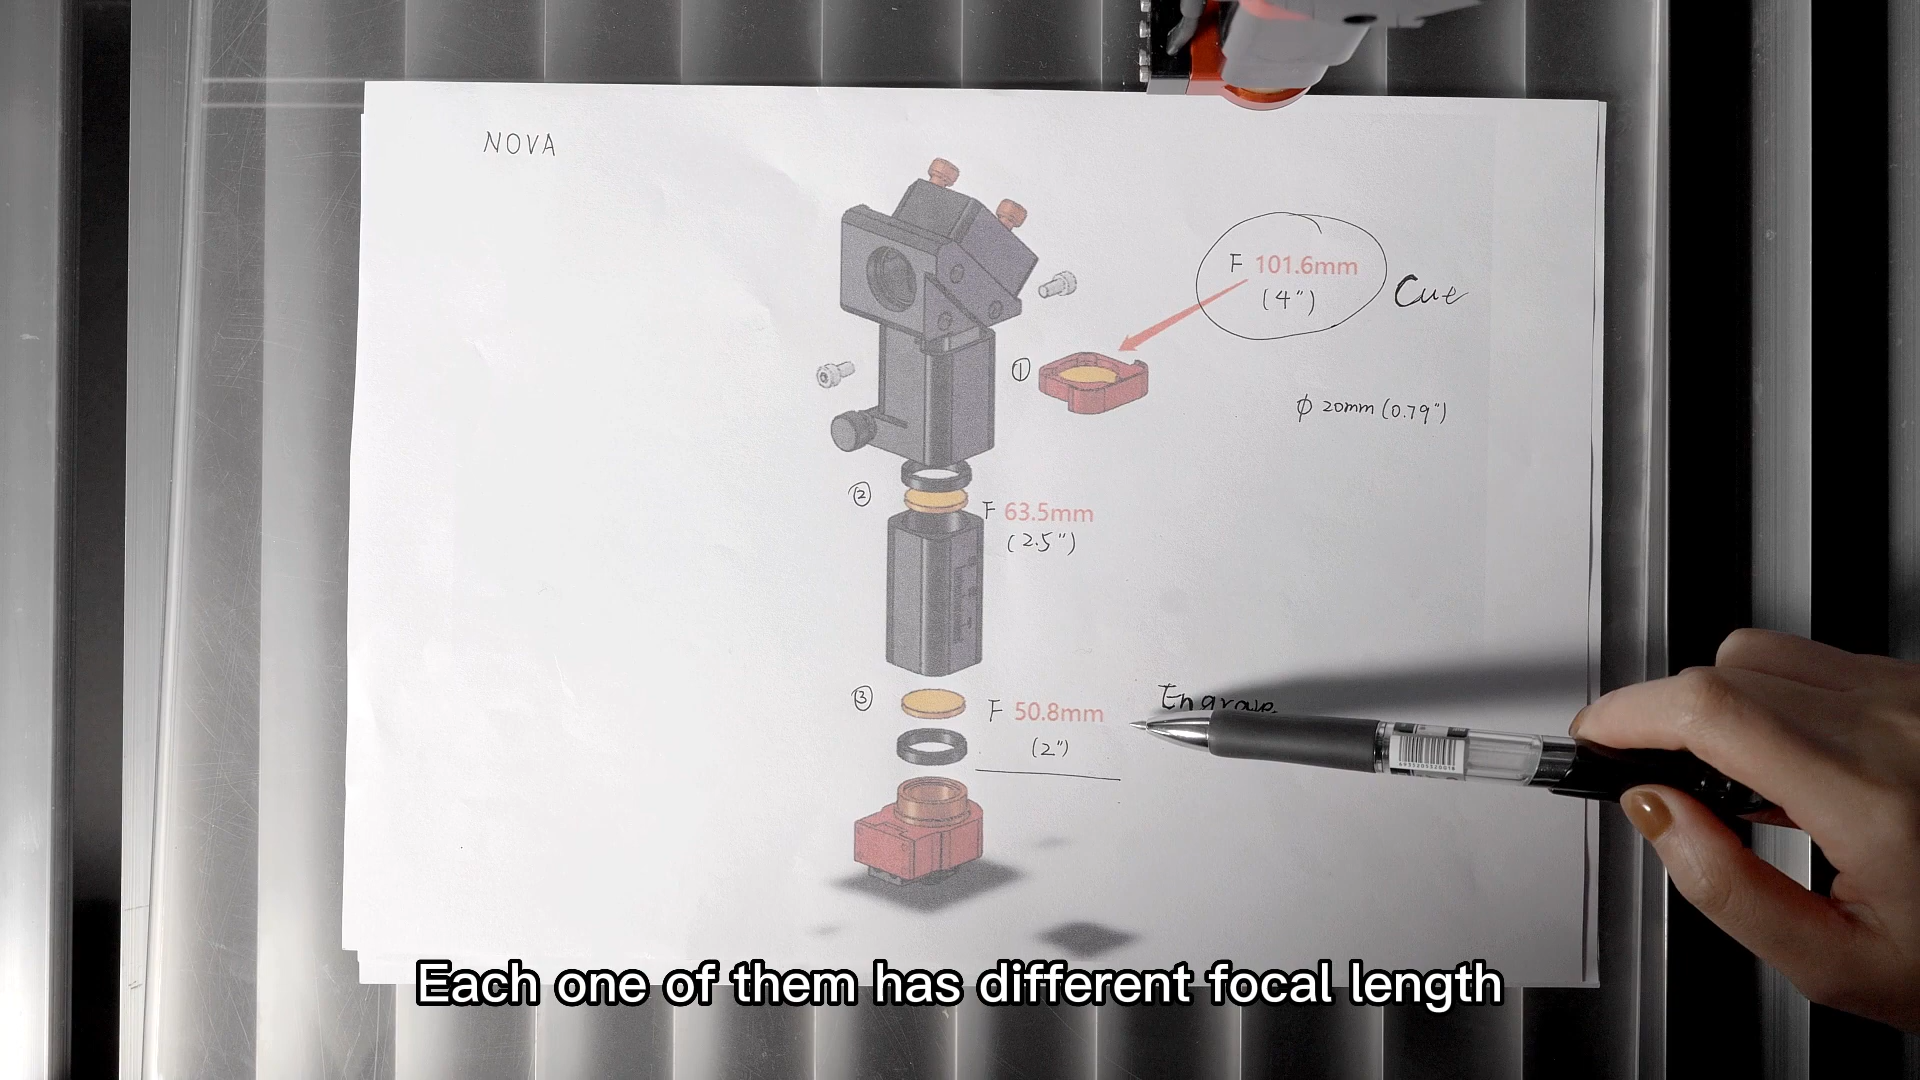 NOVA
F 101.6mm
(4")
Cut
①
ϕ 20mm (0.79")
②
F 63.5mm
(2.5")
③
F 50.8mm
(2")
Engrave
Each one of them has different focal length